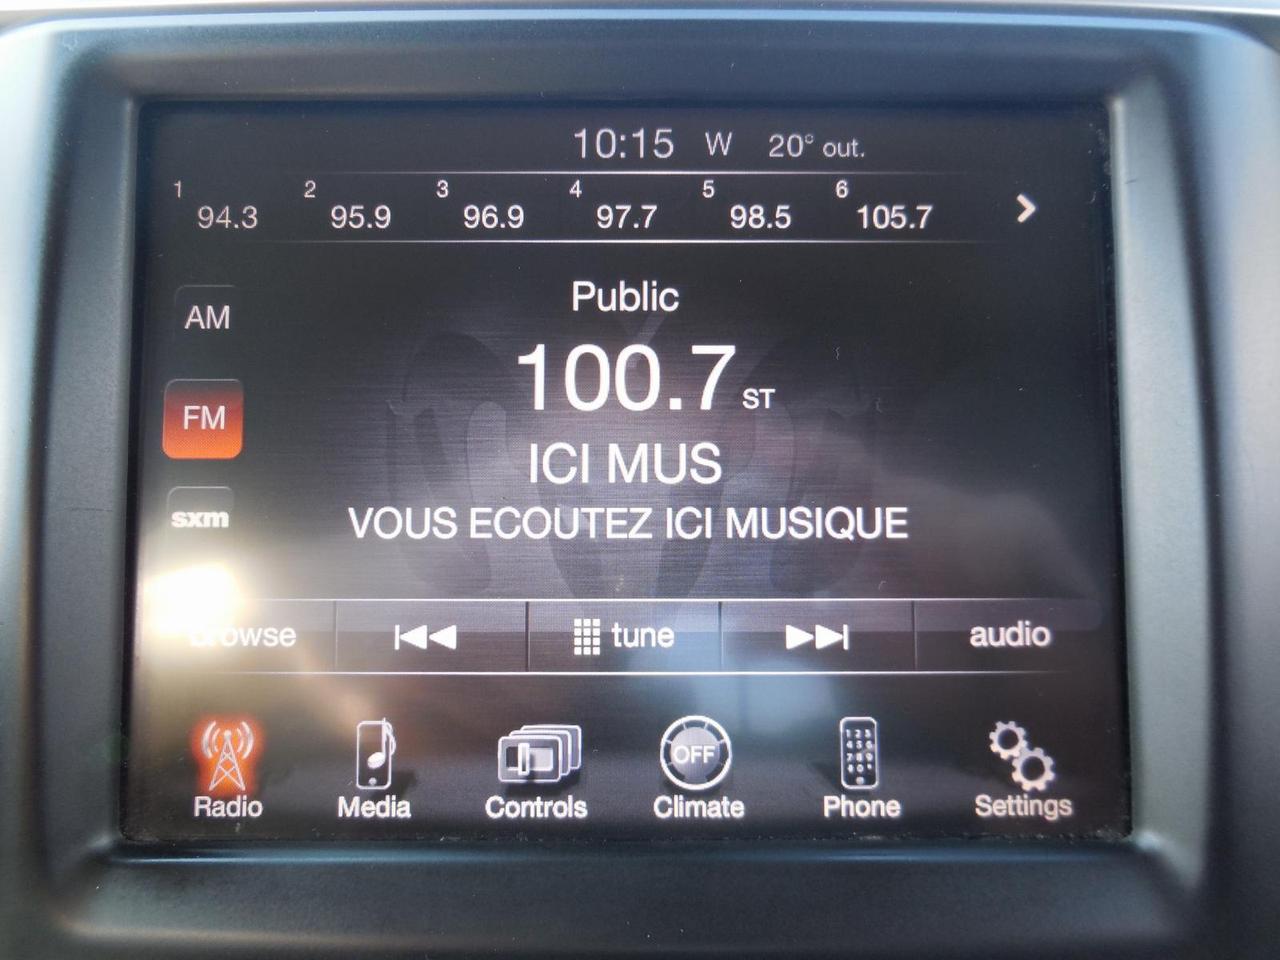 10:15 W 20° out.
1 94.3 2 95.9 3 96.9 4 97.7 5 98.5 6 105.7
Public
AM
100.7 ST
FM
ICI MUS
sxm
VOUS ECOUTEZ ICI MUSIQUE
browse tune audio
OFF
Radio Media Controls Climate Phone Settings